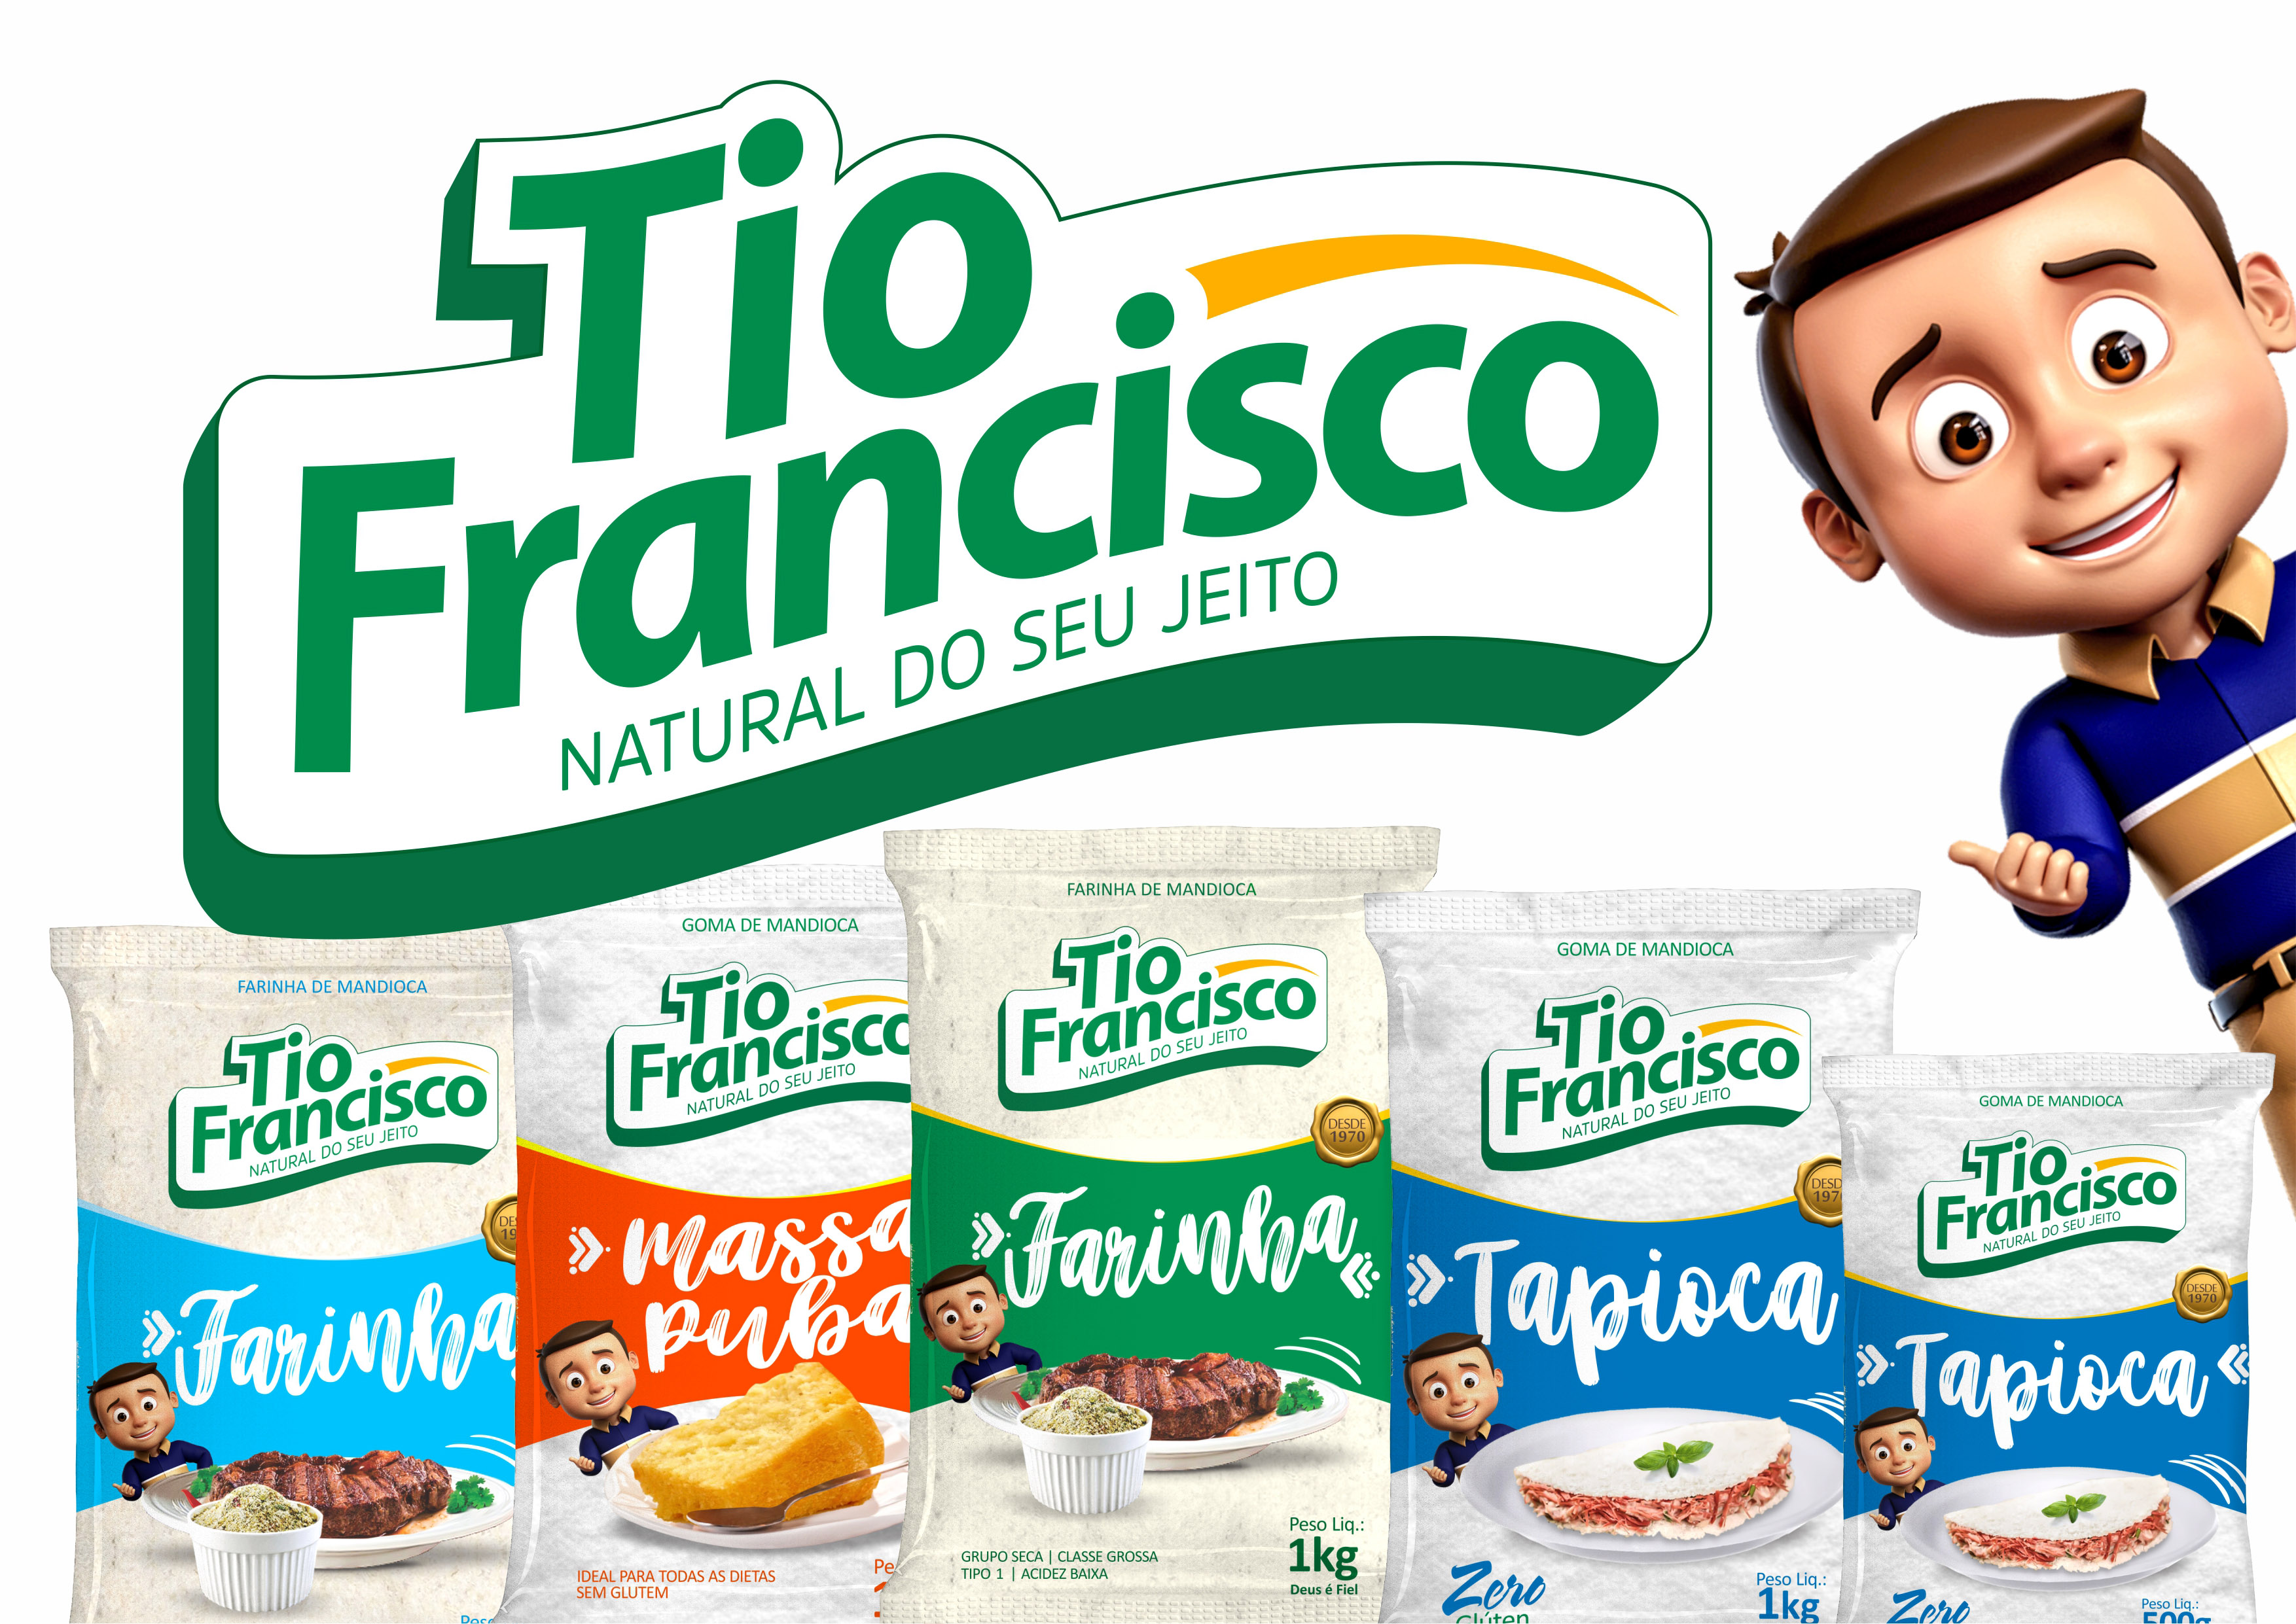 Tio
Francisco
NATURAL DO SEU JEITO
FARINHA DE MANDIOCA
Tio
Francisco
NATURAL DO SEU JEITO
Farinha
GOMA DE MANDIOCA
Tio
Francisco
NATURAL DO SEU JEITO
Massa
puba
IDEAL PARA TODAS AS DIETAS
SEM GLUTEM
FARINHA DE MANDIOCA
Tio
Francisco
NATURAL DO SEU JEITO
DESDE
1970
Farinha
GRUPO SECA | CLASSE GROSSA
TIPO 1 | ACIDEZ BAIXA
Peso Liq.:
1kg
Deus é Fiel
GOMA DE MANDIOCA
Tio
Francisco
NATURAL DO SEU JEITO
Tapioca
Zero
Glúten
Peso Liq.:
1kg
GOMA DE MANDIOCA
Tio
Francisco
NATURAL DO SEU JEITO
DESDE
1970
Tapioca
Zero
Peso Liq.:
500g